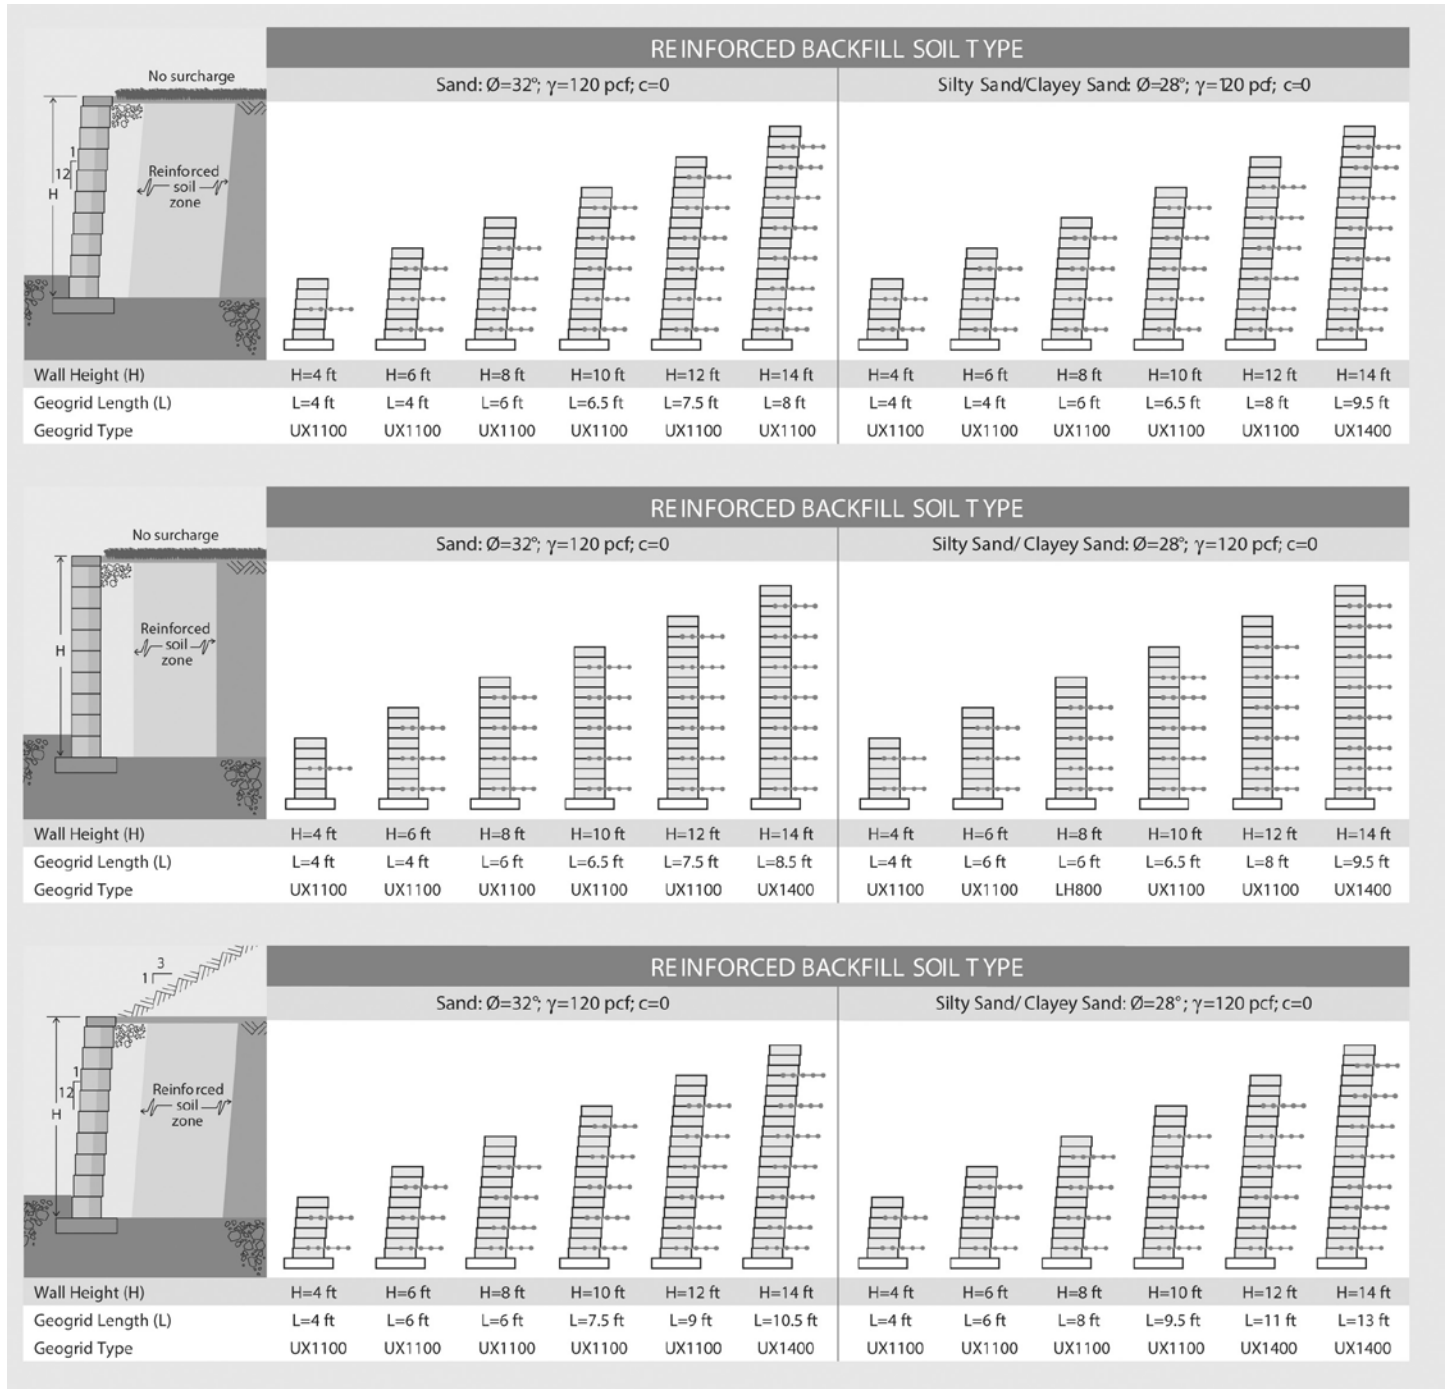 REINFORCED BACKFILL SOIL TYPE
Sand: Ø=32°; γ=120 pcf; c=0 Silty Sand/Clayey Sand: Ø=28°; γ=120 pcf; c=0
No surcharge
1
12
H
Reinforced
soil
zone
Wall Height (H) H=4 ft H=6 ft H=8 ft H=10 ft H=12 ft H=14 ft H=4 ft H=6 ft H=8 ft H=10 ft H=12 ft H=14 ft
Geogrid Length (L) L=4 ft L=4 ft L=6 ft L=6.5 ft L=7.5 ft L=8 ft L=4 ft L=4 ft L=6 ft L=6.5 ft L=8 ft L=9.5 ft
Geogrid Type UX1100 UX1100 UX1100 UX1100 UX1100 UX1100 UX1100 UX1100 UX1100 UX1100 UX1100 UX1400
REINFORCED BACKFILL SOIL TYPE
Sand: Ø=32°; γ=120 pcf; c=0 Silty Sand/ Clayey Sand: Ø=28°; γ=120 pcf; c=0
No surcharge
H
Reinforced
soil
zone
Wall Height (H) H=4 ft H=6 ft H=8 ft H=10 ft H=12 ft H=14 ft H=4 ft H=6 ft H=8 ft H=10 ft H=12 ft H=14 ft
Geogrid Length (L) L=4 ft L=4 ft L=6 ft L=6.5 ft L=7.5 ft L=8.5 ft L=4 ft L=6 ft L=6 ft L=6.5 ft L=8 ft L=9.5 ft
Geogrid Type UX1100 UX1100 UX1100 UX1100 UX1100 UX1400 UX1100 UX1100 LH800 UX1100 UX1100 UX1400
REINFORCED BACKFILL SOIL TYPE
Sand: Ø=32°; γ=120 pcf; c=0 Silty Sand/ Clayey Sand: Ø=28°; γ=120 pcf; c=0
3
1
1
12
H
Reinforced
soil
zone
Wall Height (H) H=4 ft H=6 ft H=8 ft H=10 ft H=12 ft H=14 ft H=4 ft H=6 ft H=8 ft H=10 ft H=12 ft H=14 ft
Geogrid Length (L) L=4 ft L=6 ft L=6 ft L=7.5 ft L=9 ft L=10.5 ft L=4 ft L=6 ft L=8 ft L=9.5 ft L=11 ft L=13 ft
Geogrid Type UX1100 UX1100 UX1100 UX1100 UX1100 UX1400 UX1100 UX1100 UX1100 UX1100 UX1400 UX1400